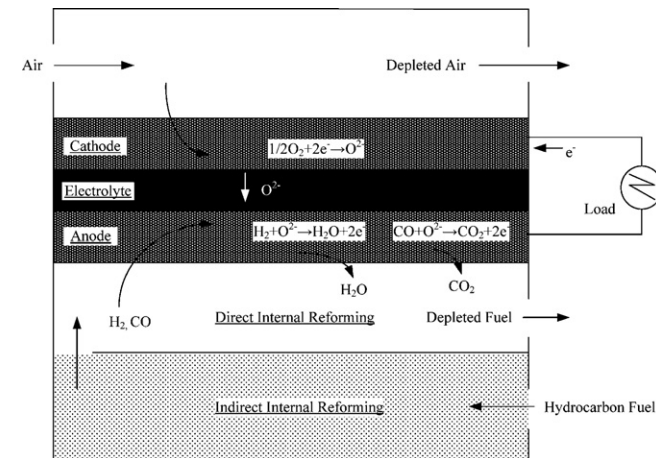 Air
Depleted Air
Cathode
1/2O₂+2e⁻→O²⁻
e⁻
Electrolyte
O²⁻
Load
Anode
H₂+O²⁻→H₂O+2e⁻
CO+O²⁻→CO₂+2e⁻
H₂O
CO₂
H₂, CO
Direct Internal Reforming
Depleted Fuel
Indirect Internal Reforming
Hydrocarbon Fuel